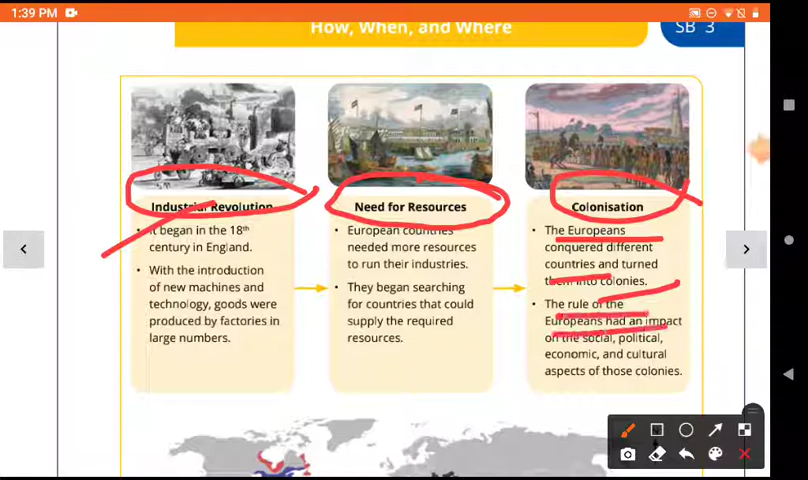 1:39 PM
How, When, and Where
SB 3
Industrial Revolution
• It began in the 18th
century in England.
• With the introduction
of new machines and
technology, goods were
produced by factories in
large numbers.
Need for Resources
• European countries
needed more resources
to run their industries.
• They began searching
for countries that could
supply the required
resources.
Colonisation
• The Europeans
conquered different
countries and turned
them into colonies.
• The rule of the
Europeans had an impact
on the social, political,
economic, and cultural
aspects of those colonies.